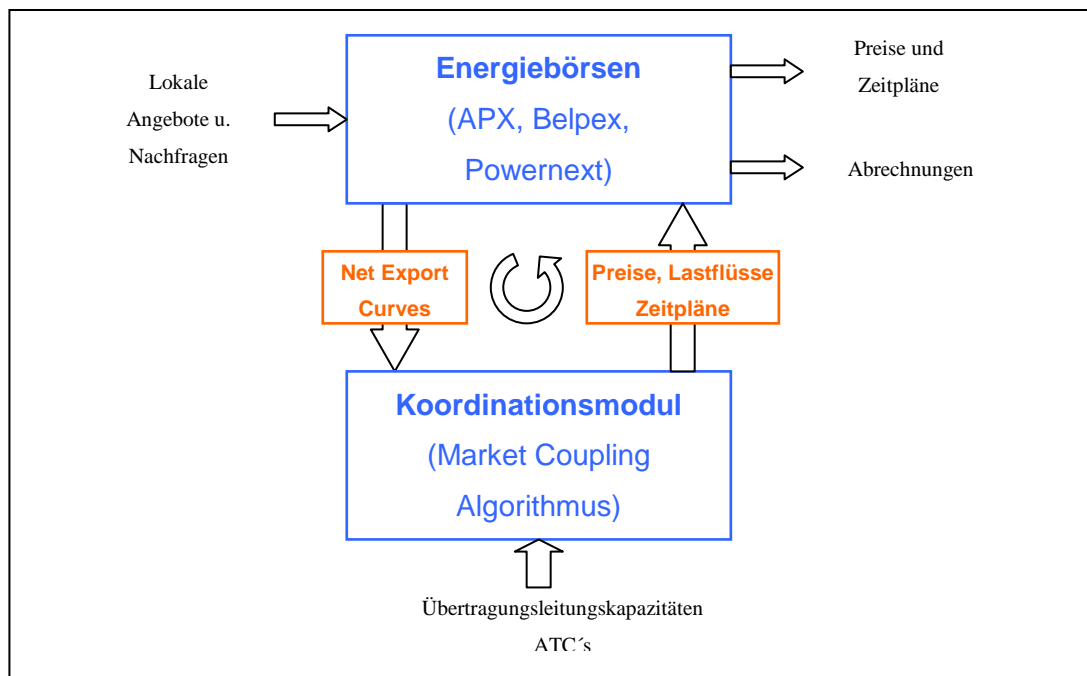 Lokale
Angebote u.
Nachfragen
Energiebörsen
(APX, Belpex,
Powernext)
Preise und
Zeitpläne
Abrechnungen
Net Export
Curves
Preise, Lastflüsse
Zeitpläne
Koordinationsmodul
(Market Coupling
Algorithmus)
Übertragungsleitungskapazitäten
ATC´s